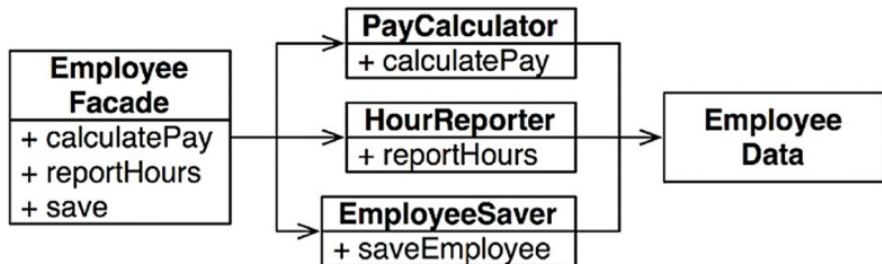 Employee
Facade
+ calculatePay
+ reportHours
+ save
PayCalculator
+ calculatePay
HourReporter
+ reportHours
EmployeeSaver
+ saveEmployee
Employee
Data